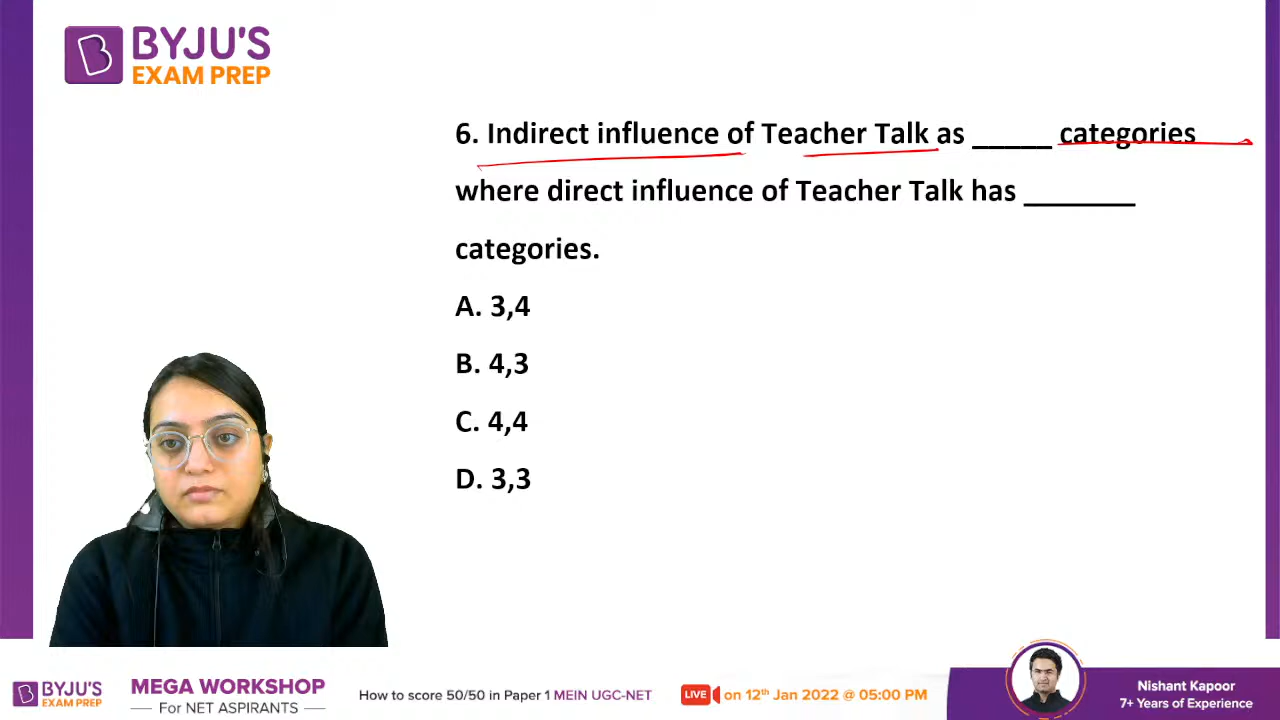 BYJU'S
EXAM PREP
6. Indirect influence of Teacher Talk as _____ categories
where direct influence of Teacher Talk has _______
categories.
A. 3,4
B. 4,3
C. 4,4
D. 3,3
BYJU'S
EXAM PREP
MEGA WORKSHOP
For NET ASPIRANTS
How to score 50/50 in Paper 1 MEIN UGC-NET
LIVE on 12th Jan 2022 @ 05:00 PM
Nishant Kapoor
7+ Years of Experience